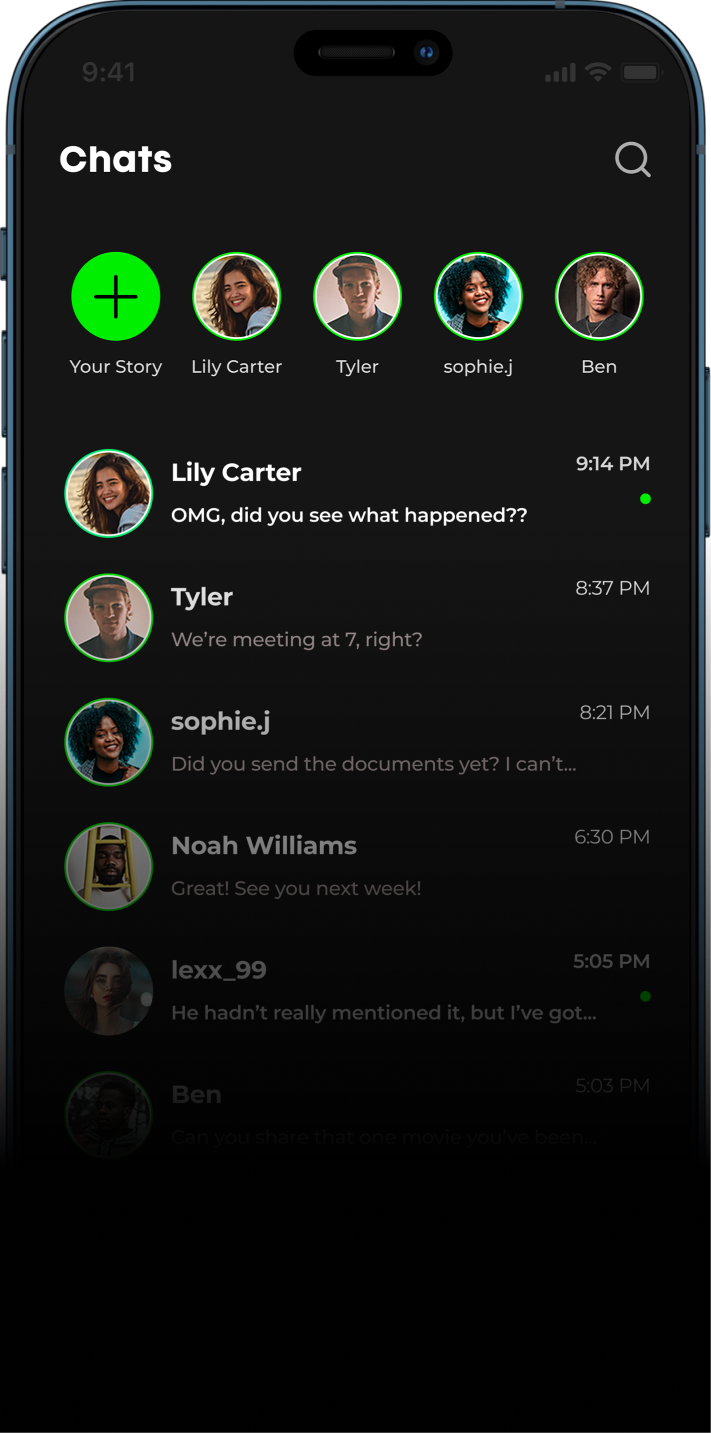 9:41
Chats
Your Story
Lily Carter
Tyler
sophie.j
Ben
Lily Carter
9:14 PM
OMG, did you see what happened??
Tyler
8:37 PM
We’re meeting at 7, right?
sophie.j
8:21 PM
Did you send the documents yet? I can’t...
Noah Williams
6:30 PM
Great! See you next week!
lexx_99
5:05 PM
He hadn’t really mentioned it, but I’ve got...
Ben
5:03 PM
Can you share that one movie you’ve been...